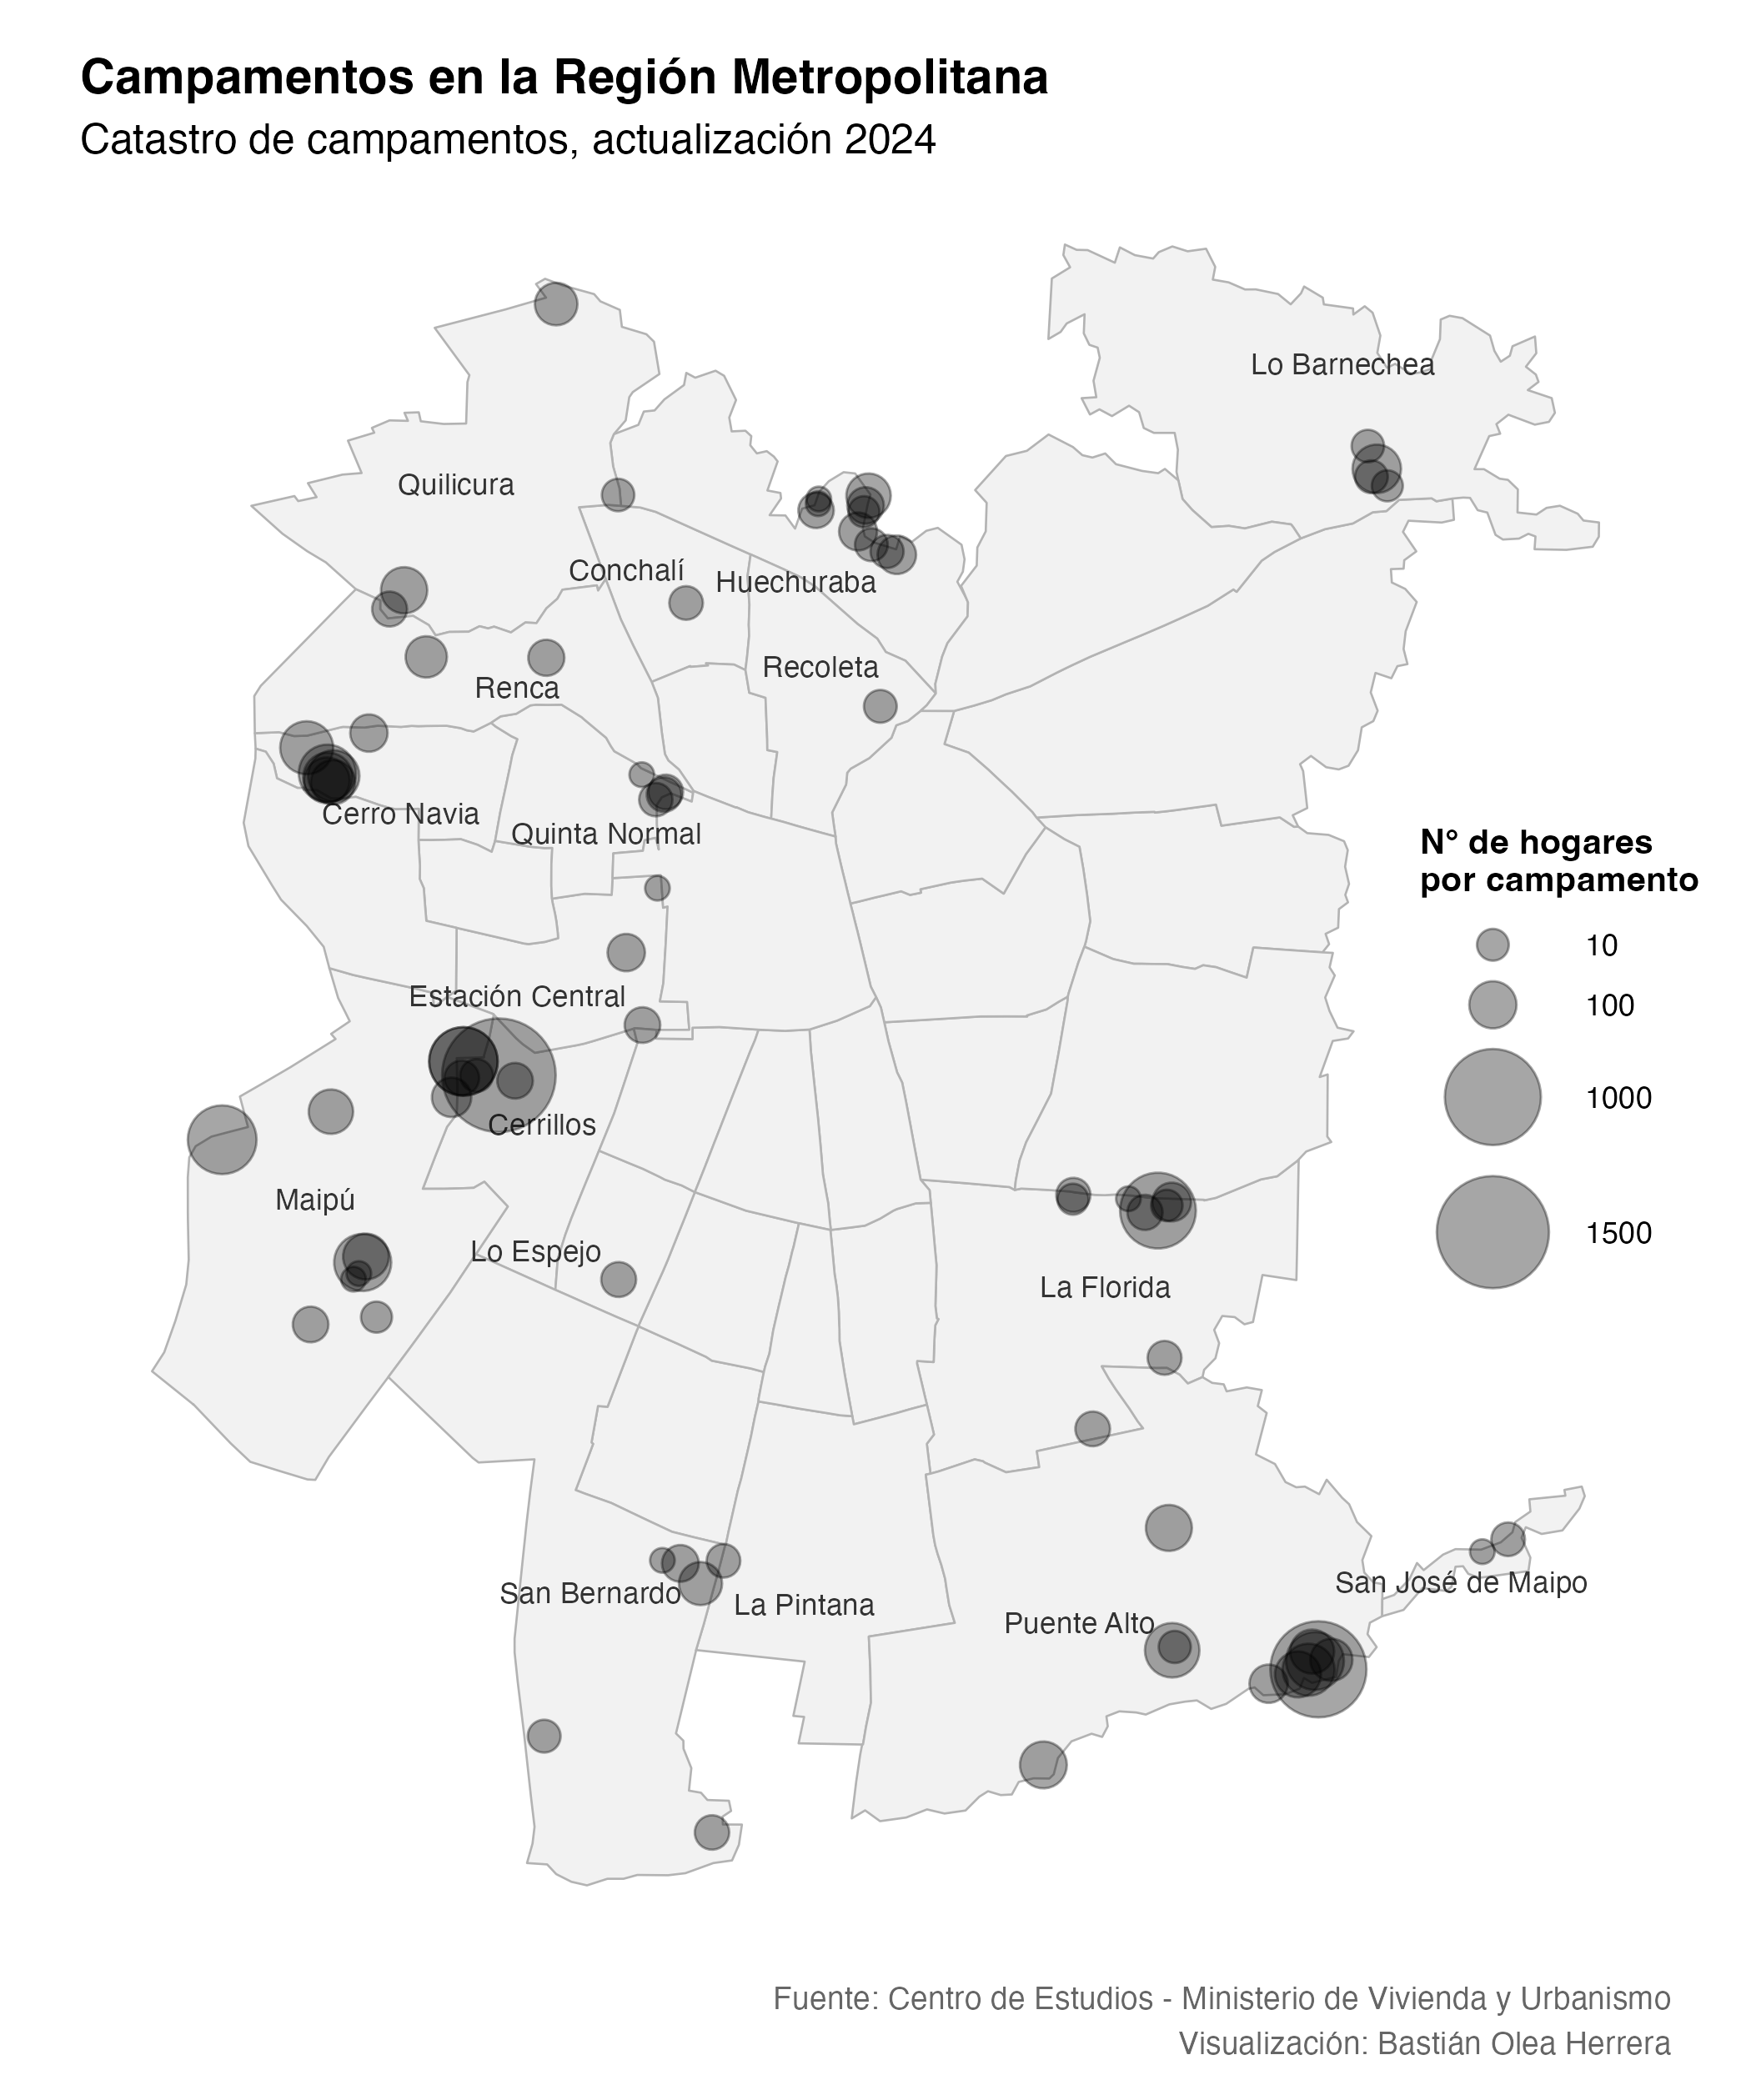 Campamentos en la Región Metropolitana
Catastro de campamentos, actualización 2024
Lo Barnechea
Quilicura
Conchalí
Huechuraba
Recoleta
Renca
Cerro Navia
Quinta Normal
N° de hogares
por campamento
10
100
1000
1500
Estación Central
Cerrillos
Maipú
Lo Espejo
La Florida
San José de Maipo
San Bernardo
La Pintana
Puente Alto
Fuente: Centro de Estudios - Ministerio de Vivienda y Urbanismo
Visualización: Bastián Olea Herrera